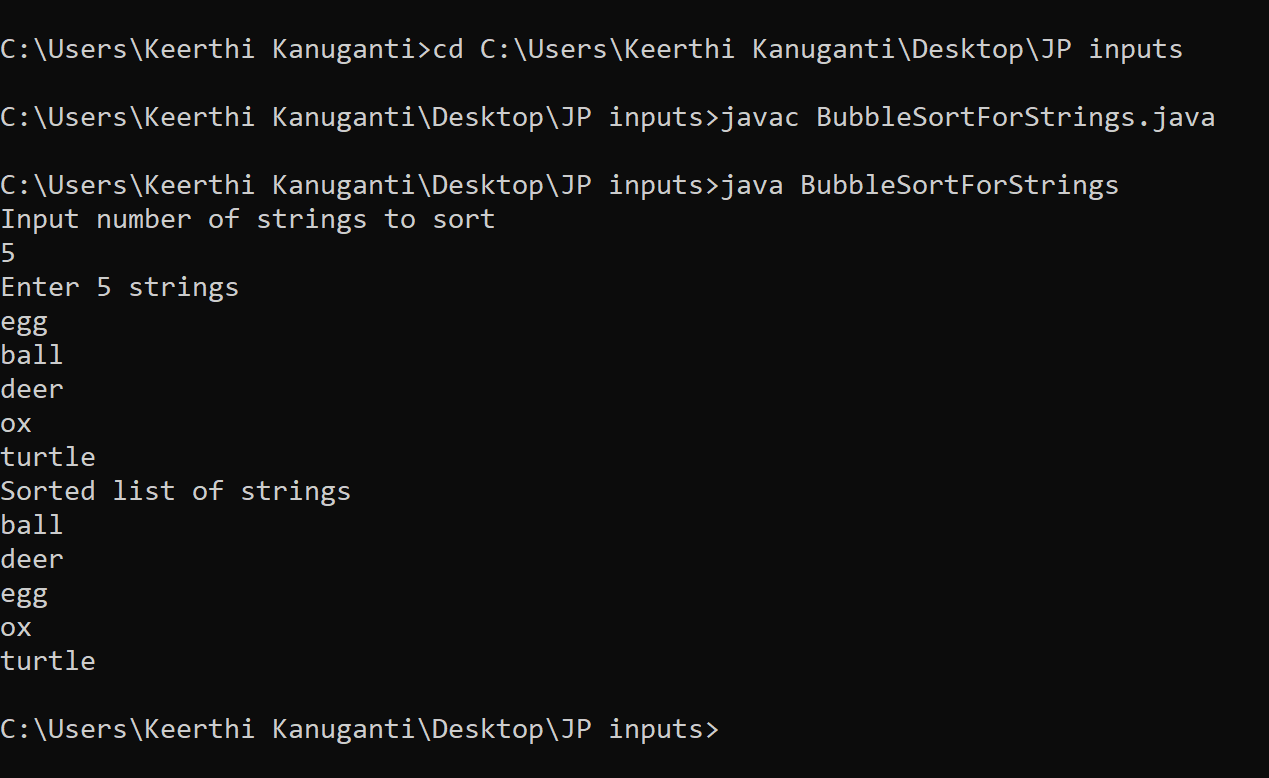 C:\Users\Keerthi Kanuganti>cd C:\Users\Keerthi Kanuganti\Desktop\JP inputs
C:\Users\Keerthi Kanuganti\Desktop\JP inputs>javac BubbleSortForStrings.java
C:\Users\Keerthi Kanuganti\Desktop\JP inputs>java BubbleSortForStrings
Input number of strings to sort
5
Enter 5 strings
egg
ball
deer
ox
turtle
Sorted list of strings
ball
deer
egg
ox
turtle
C:\Users\Keerthi Kanuganti\Desktop\JP inputs>